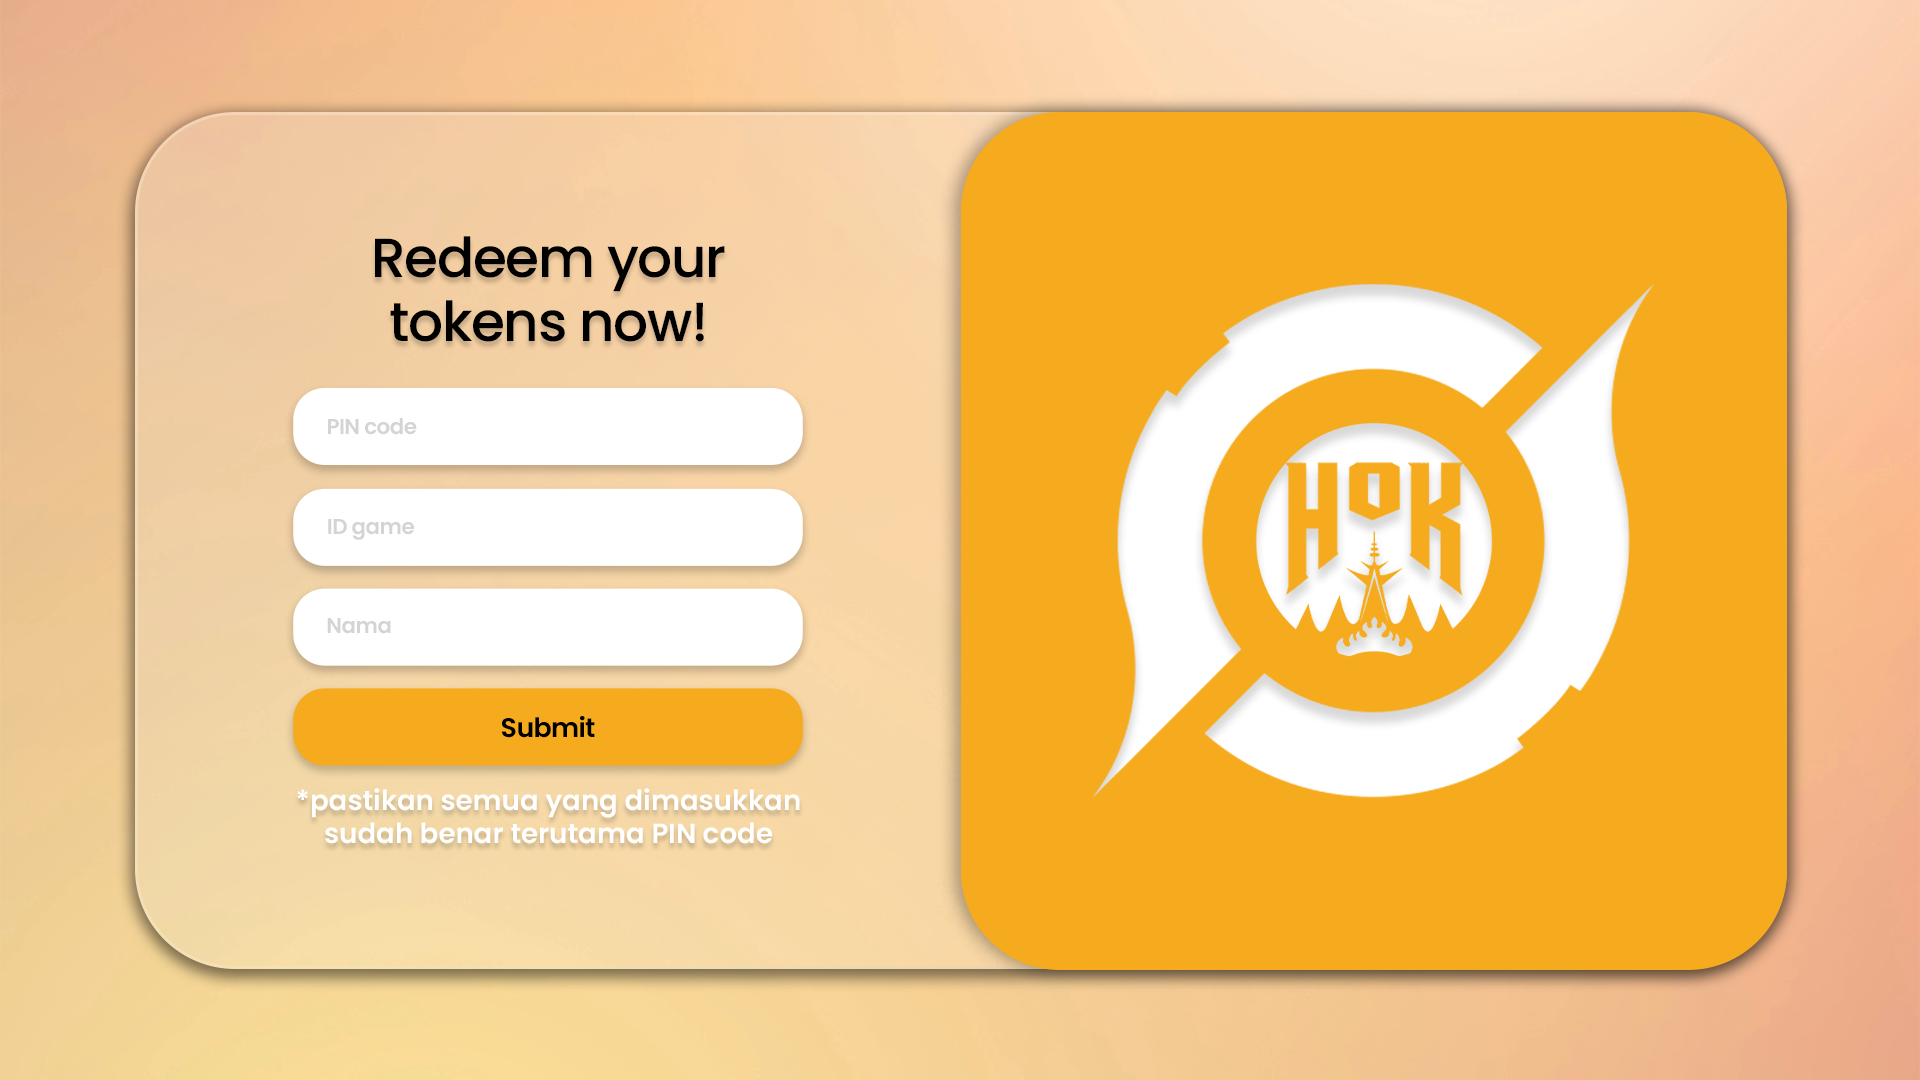 Redeem your
tokens now!
PIN code
ID game
Nama
Submit
*pastikan semua yang dimasukkan
sudah benar terutama PIN code
HOK